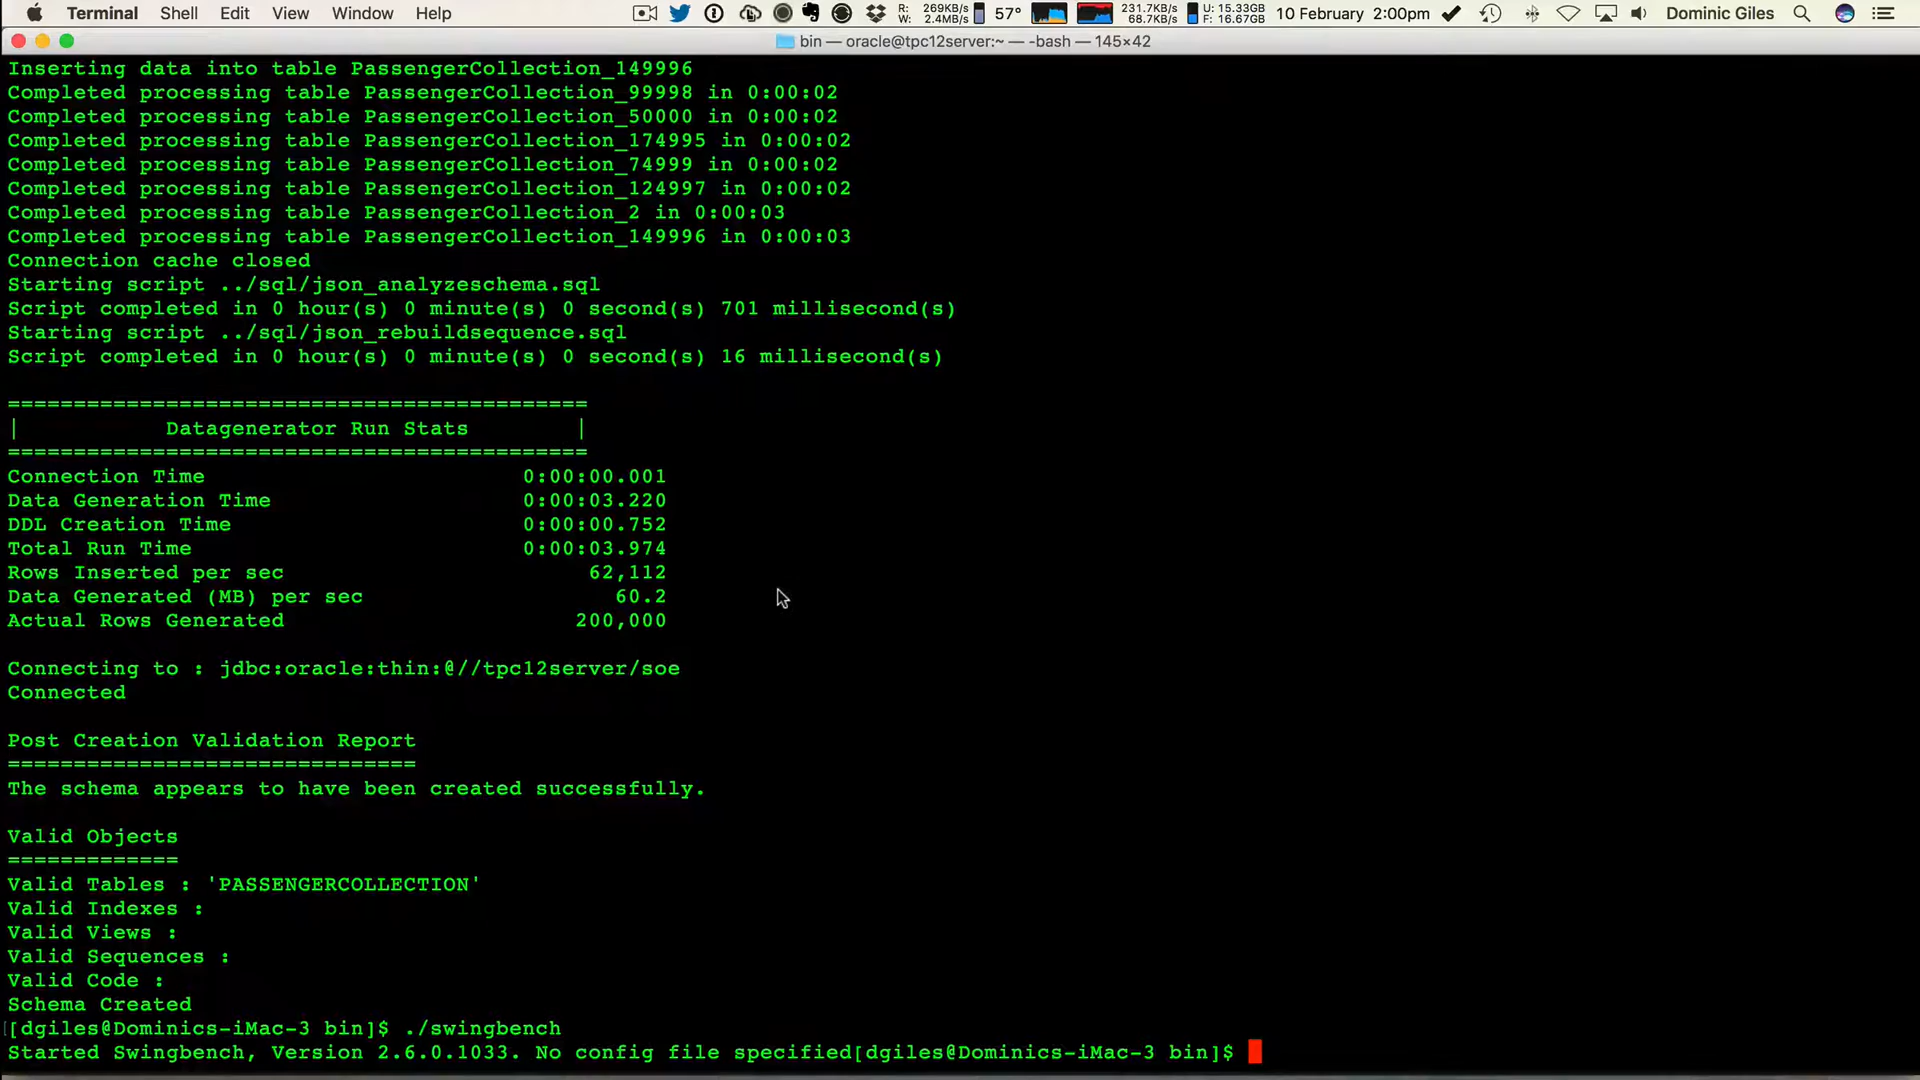 Terminal Shell Edit View Window Help R: 269KB/s W: 2.4MB/s 57° 231.7KB/s 68.7KB/s U: 15.33GB F: 16.67GB 10 February 2:00pm Dominic Giles
bin — oracle@tpc12server:~ — -bash — 145×42
Inserting data into table PassengerCollection_149996
Completed processing table PassengerCollection_99998 in 0:00:02
Completed processing table PassengerCollection_50000 in 0:00:02
Completed processing table PassengerCollection_174995 in 0:00:02
Completed processing table PassengerCollection_74999 in 0:00:02
Completed processing table PassengerCollection_124997 in 0:00:02
Completed processing table PassengerCollection_2 in 0:00:03
Completed processing table PassengerCollection_149996 in 0:00:03
Connection cache closed
Starting script ../sql/json_analyzeschema.sql
Script completed in 0 hour(s) 0 minute(s) 0 second(s) 701 millisecond(s)
Starting script ../sql/json_rebuildsequence.sql
Script completed in 0 hour(s) 0 minute(s) 0 second(s) 16 millisecond(s)
============================================
| Datagenerator Run Stats |
============================================
Connection Time 0:00:00.001
Data Generation Time 0:00:03.220
DDL Creation Time 0:00:00.752
Total Run Time 0:00:03.974
Rows Inserted per sec 62,112
Data Generated (MB) per sec 60.2
Actual Rows Generated 200,000
Connecting to : jdbc:oracle:thin:@//tpc12server/soe
Connected
Post Creation Validation Report
===============================
The schema appears to have been created successfully.
Valid Objects
=============
Valid Tables : 'PASSENGERCOLLECTION'
Valid Indexes :
Valid Views :
Valid Sequences :
Valid Code :
Schema Created
[[dgiles@Dominics-iMac-3 bin]$ ./swingbench
Started Swingbench, Version 2.6.0.1033. No config file specified[dgiles@Dominics-iMac-3 bin]$